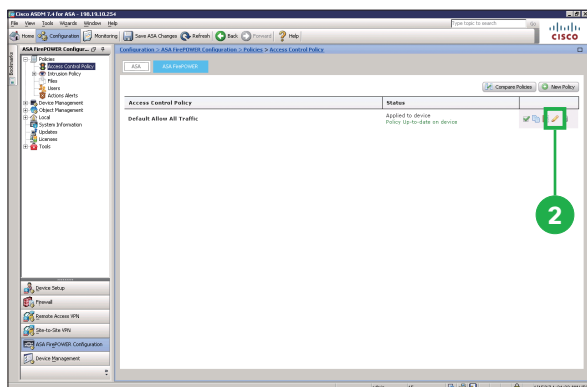 Cisco ASDM 7.4 for ASA - 198.19.10.254
File View Tools Wizards Window Help
Type topic to search Go
Home Configuration Monitoring Save ASA Changes Refresh Back Forward Help
CISCO
Bookmarks
ASA FirePOWER Configur...
Policies
Access Control Policy
Intrusion Policy
Files
Users
Actions Alerts
Device Management
Object Management
Local
System Information
Updates
Licenses
Tools
Device Setup
Firewall
Remote Access VPN
Site-to-Site VPN
ASA FirePOWER Configuration
Device Management
Configuration > ASA FirePOWER Configuration > Policies > Access Control Policy
ASA ASA FirePOWER
Compare Policies New Policy
Access Control Policy Status
Default Allow All Traffic Applied to device
Policy Up-to-date on device
2